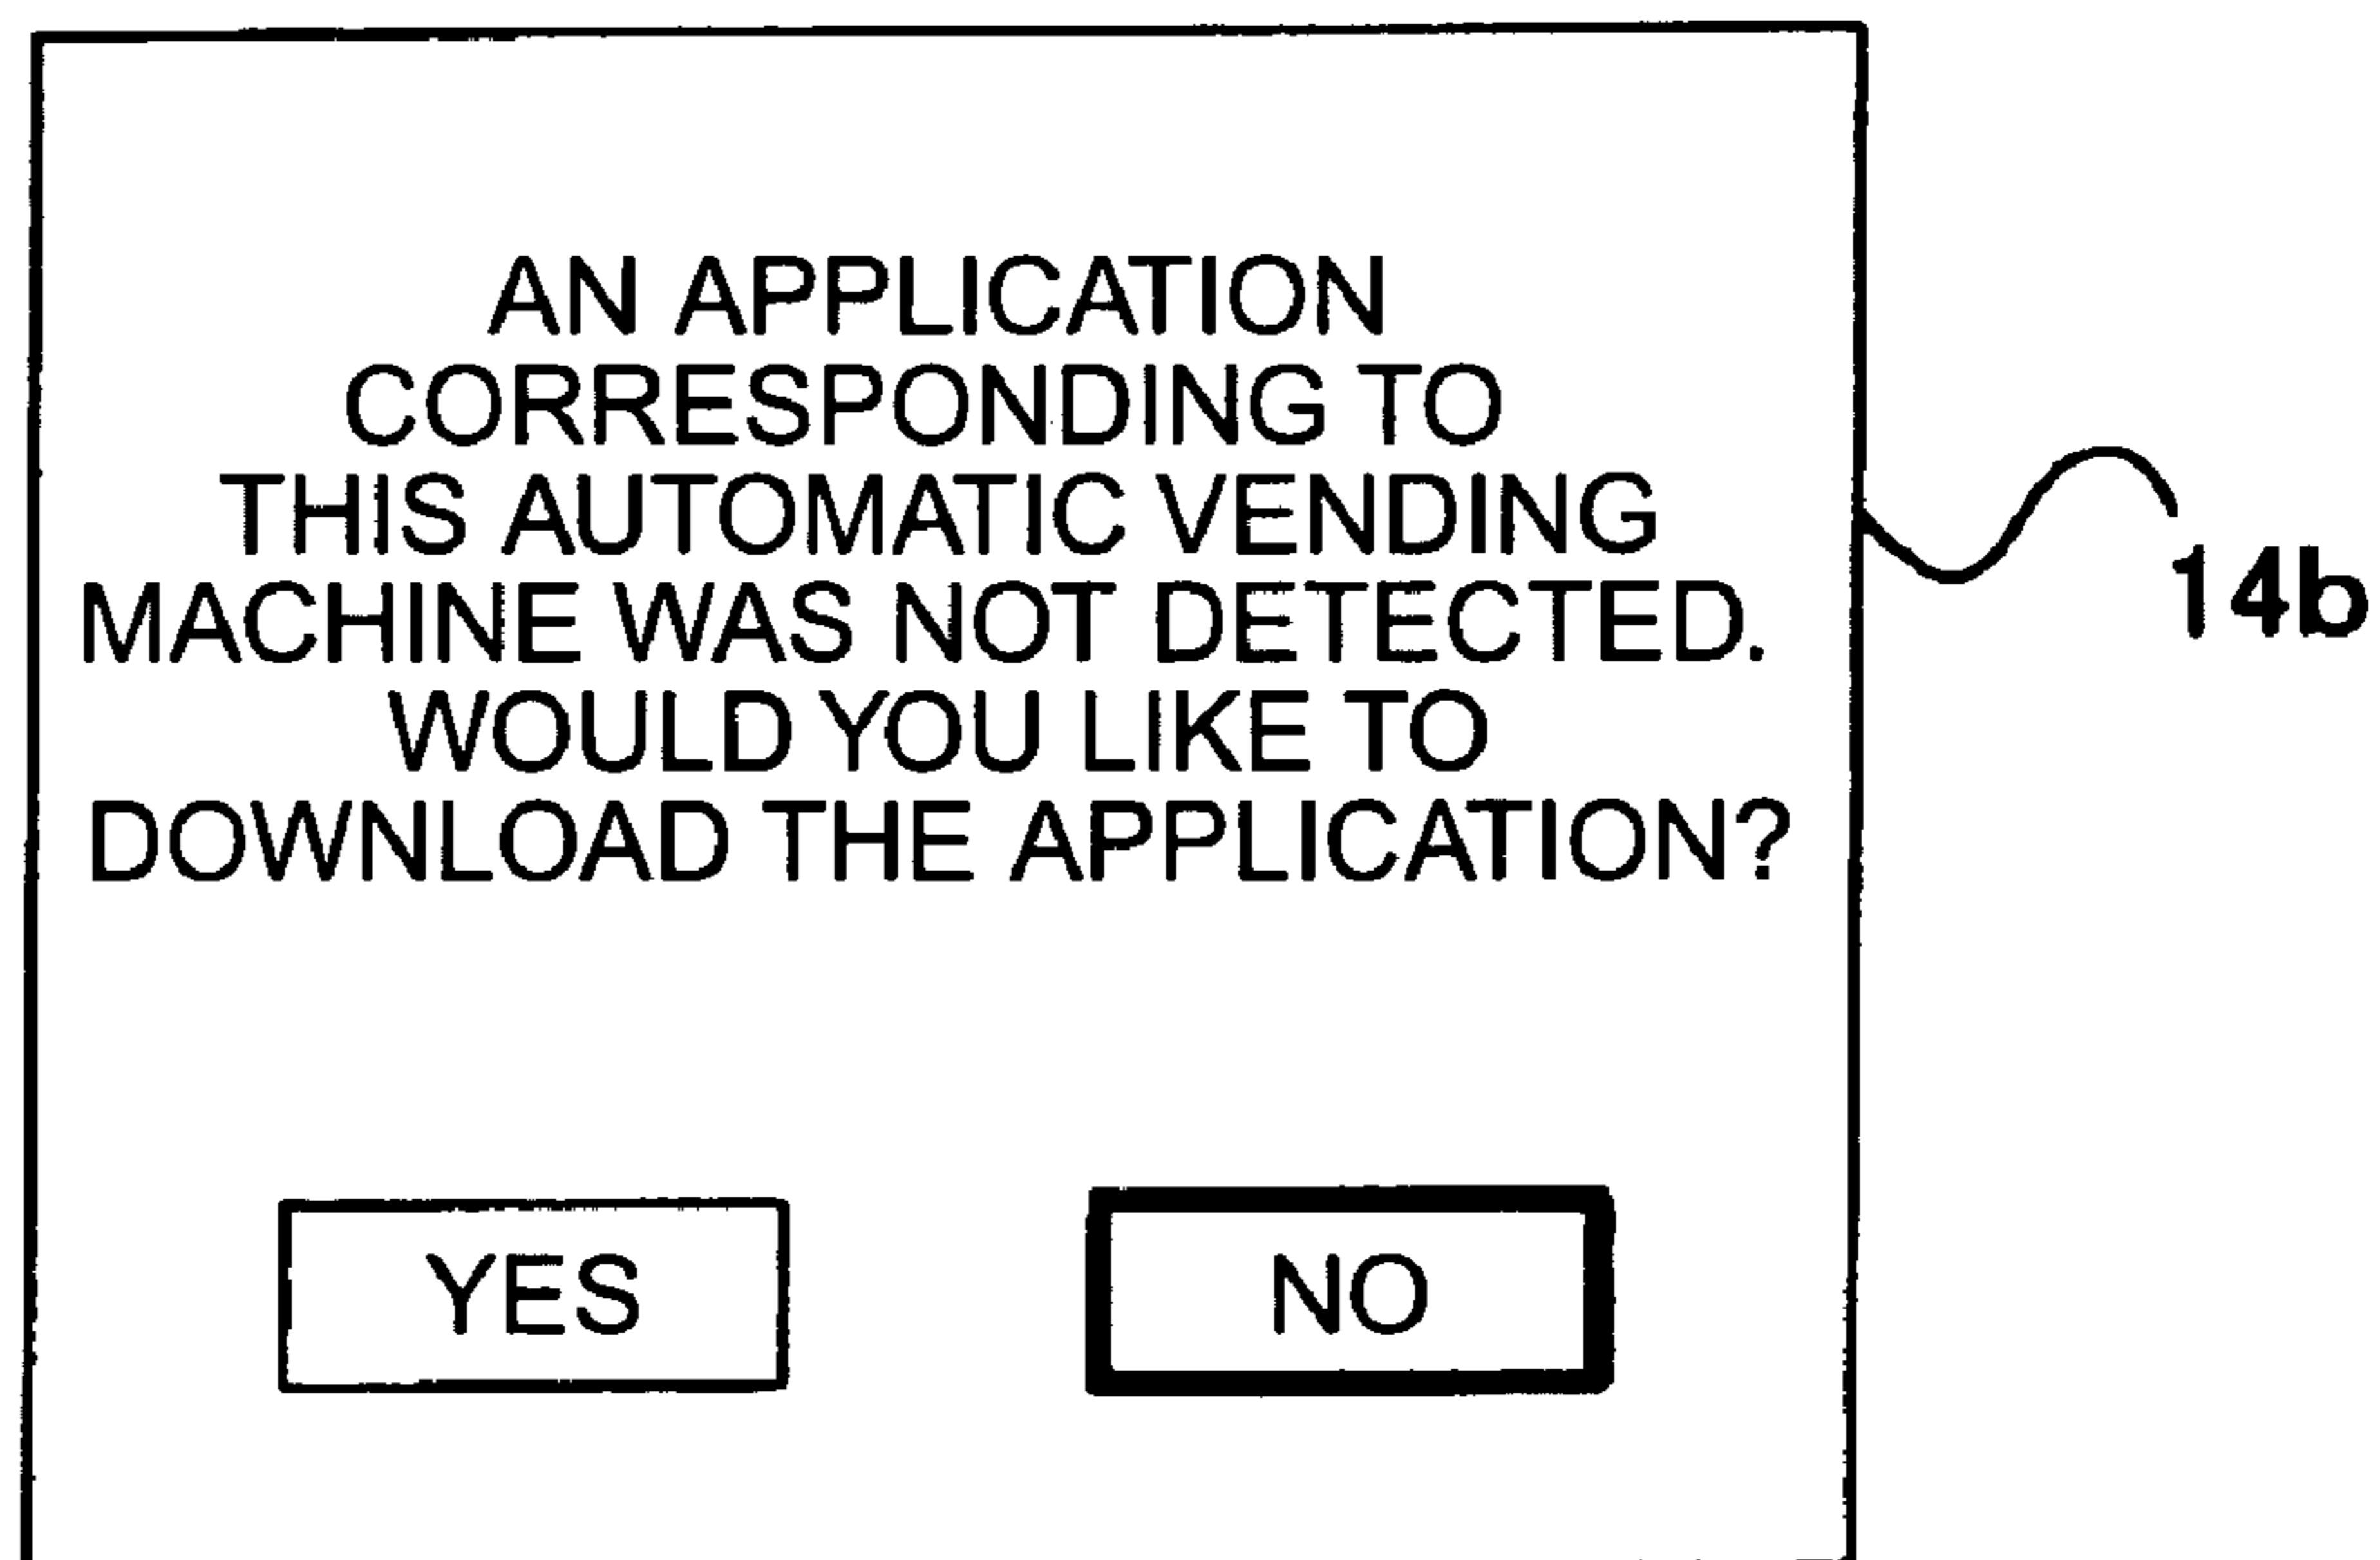 AN APPLICATION
CORRESPONDING TO
THIS AUTOMATIC VENDING
MACHINE WAS NOT DETECTED.
WOULD YOU LIKE TO
DOWNLOAD THE APPLICATION?
14b
YES NO